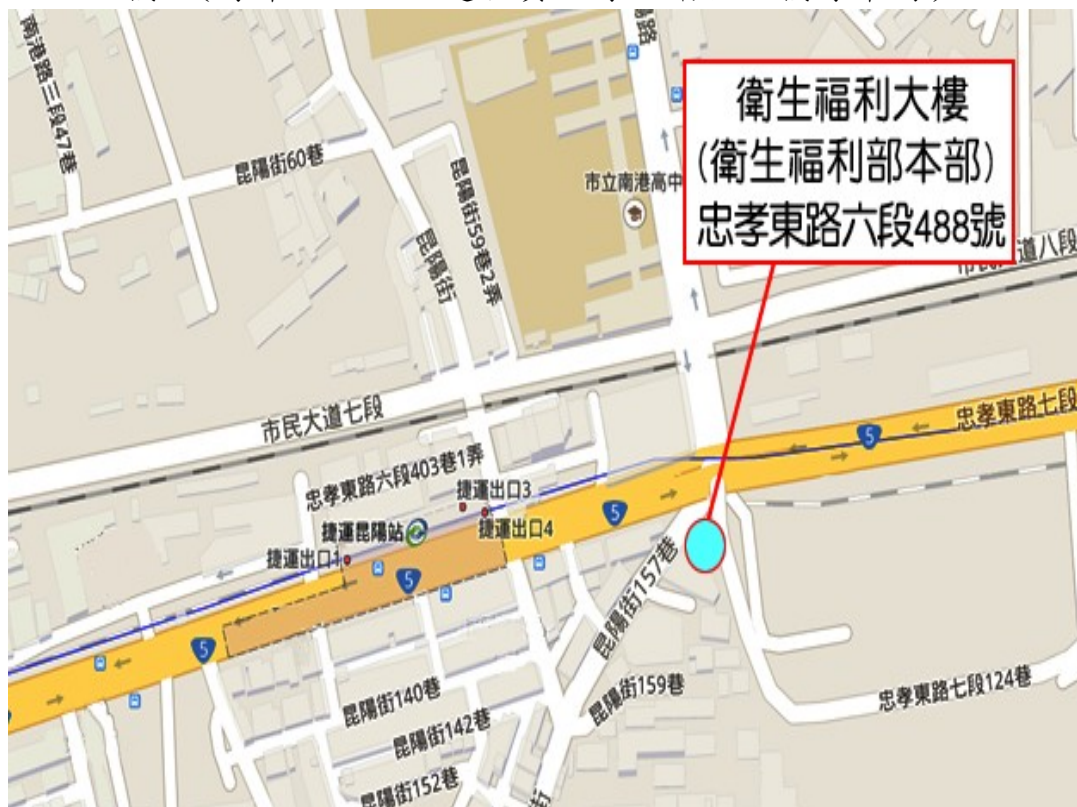 南港路三段47巷
昆陽街60巷
昆陽街59巷2弄
昆陽街
市立南港高中
衛生福利大樓
(衛生福利部本部)
忠孝東路六段488號
市民大道八段
市民大道七段
忠孝東路七段
5
忠孝東路六段403巷1弄
捷運出口3
捷運昆陽站
捷運出口4
5
捷運出口1
5
昆陽街157巷
5
昆陽街159巷
忠孝東路七段124巷
昆陽街140巷
昆陽街142巷
昆陽街152巷
街